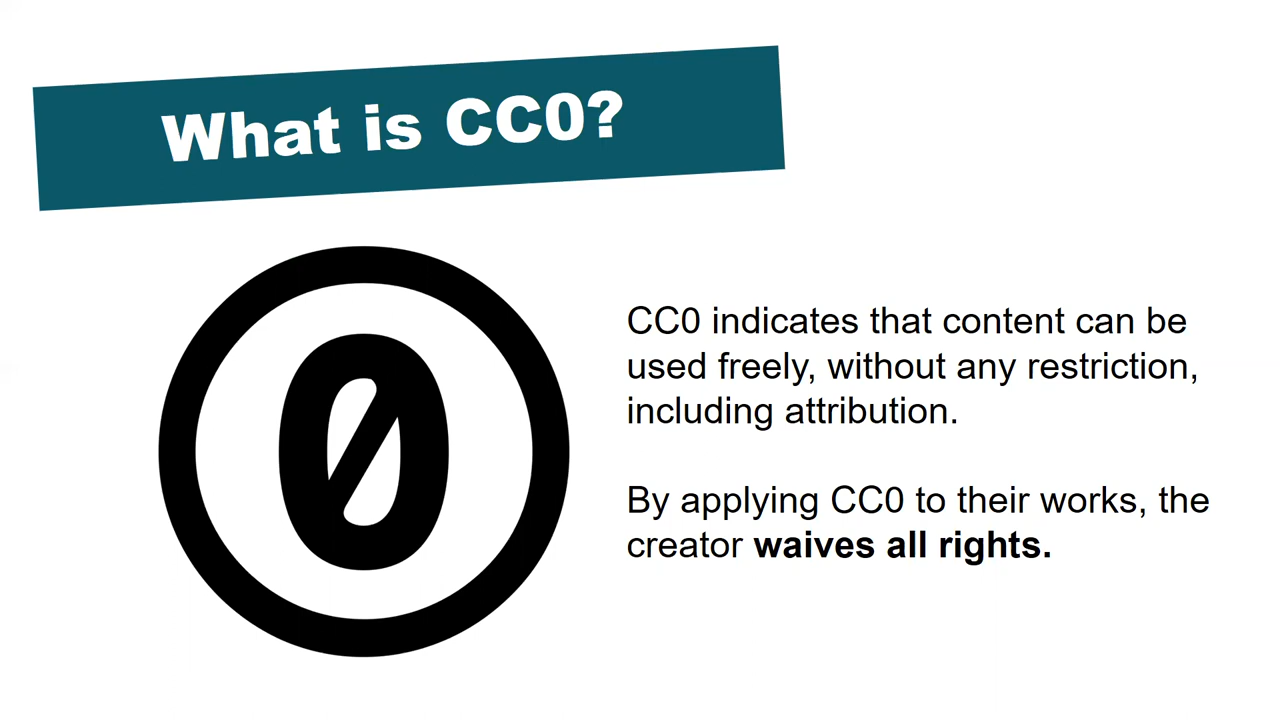 What is CC0?
0
CC0 indicates that content can be
used freely, without any restriction,
including attribution.
By applying CC0 to their works, the
creator waives all rights.